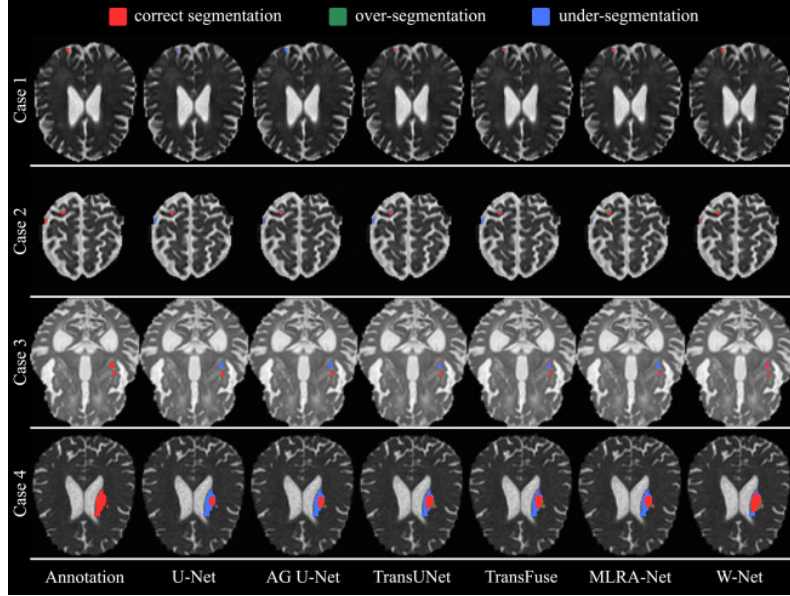 correct segmentation over-segmentation under-segmentation
Case 1
Case 2
Case 3
Case 4
Annotation U-Net AG U-Net TransUNet TransFuse MLRA-Net W-Net